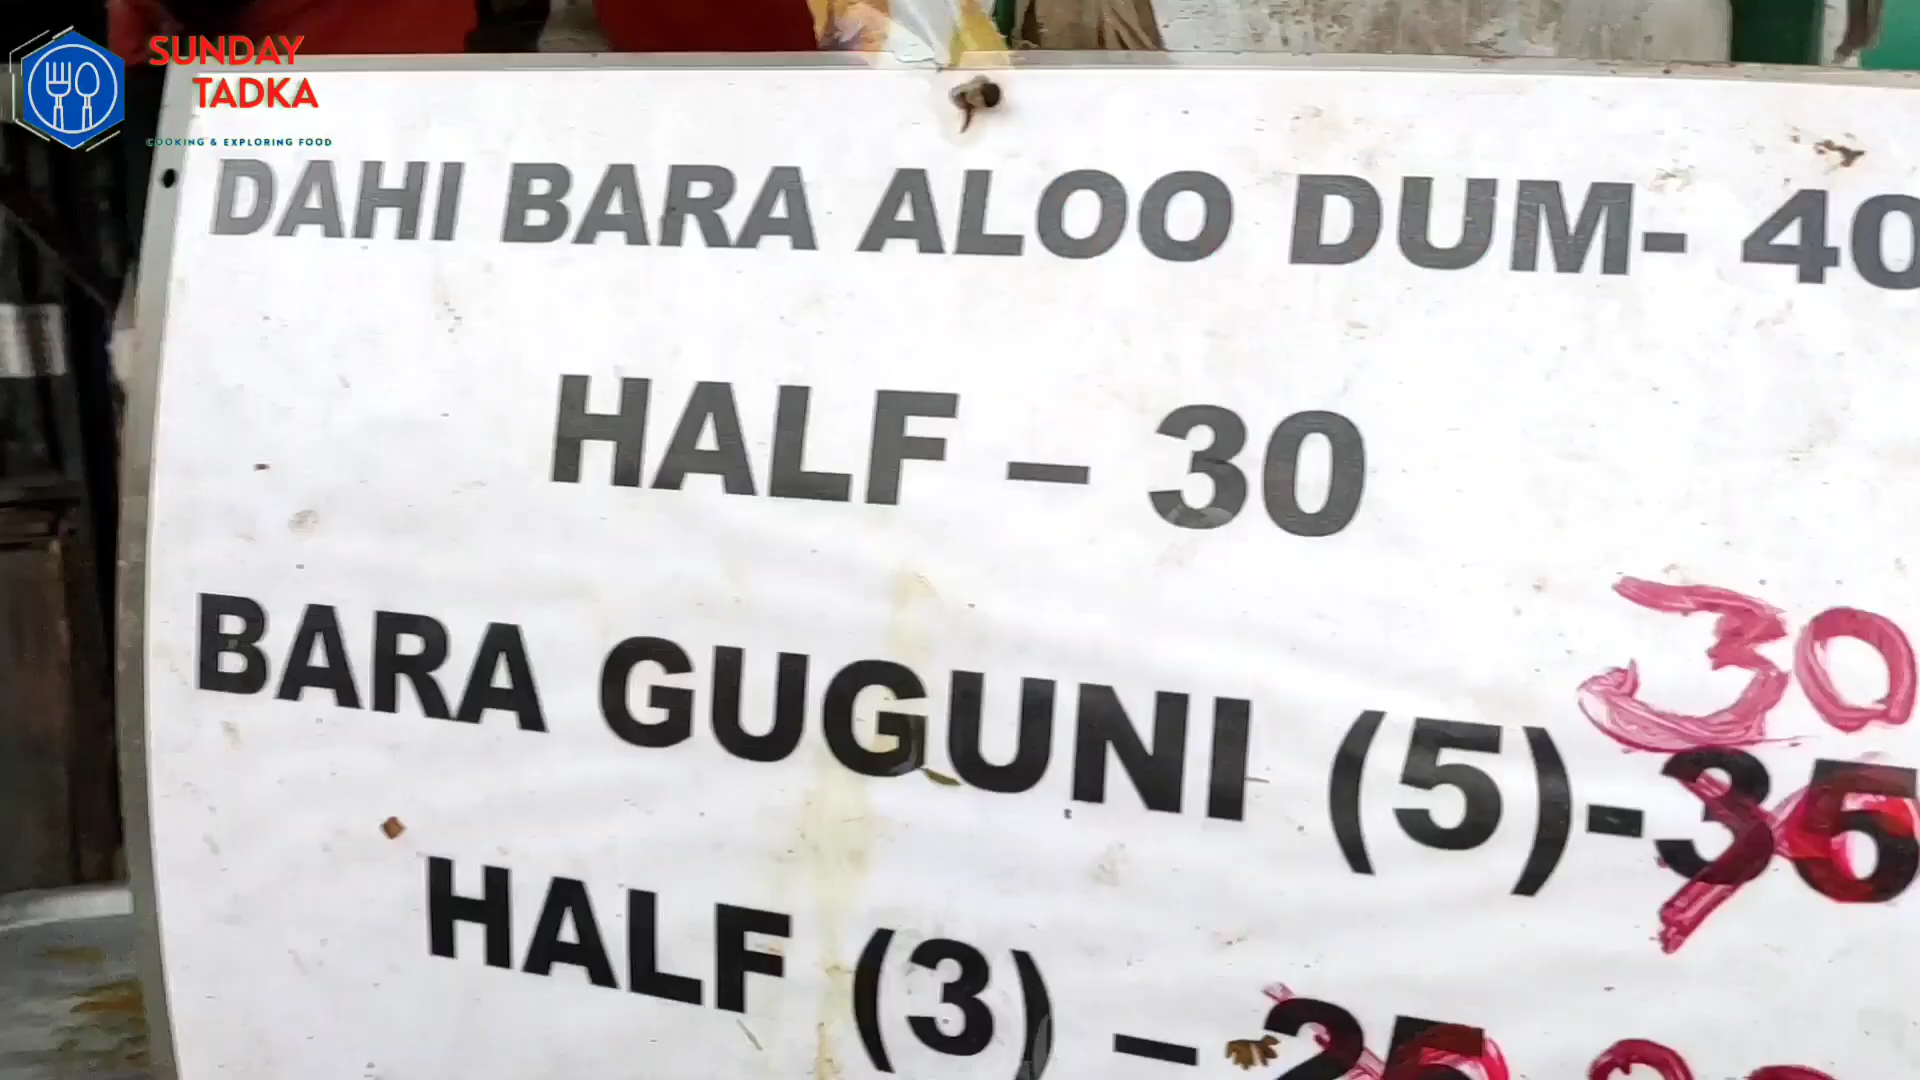 SUNDAY
TADKA
COOKING & EXPLORING FOOD
DAHI BARA ALOO DUM- 40
HALF – 30
30
BARA GUGUNI (5)-35
HALF (3) – 25